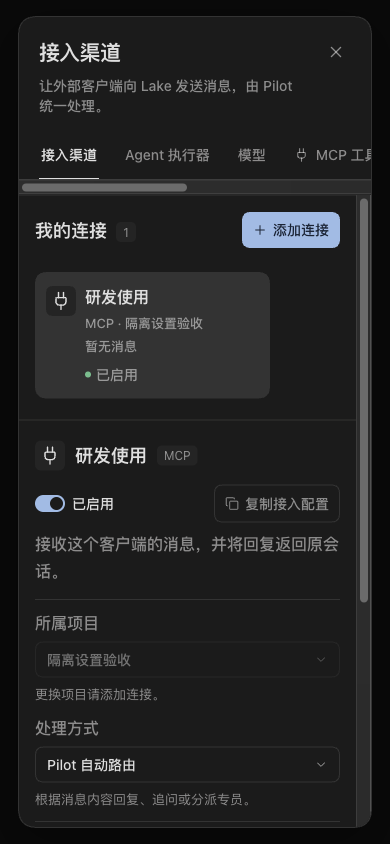 接入渠道
让外部客户端向 Lake 发送消息，由 Pilot
统一处理。
接入渠道 Agent 执行器 模型 MCP 工具
我的连接 1
添加连接
研发使用
MCP · 隔离设置验收
暂无消息
已启用
研发使用 MCP
已启用
复制接入配置
接收这个客户端的消息，并将回复返回原会
话。
所属项目
隔离设置验收
更换项目请添加连接。
处理方式
Pilot 自动路由
根据消息内容回复、追问或分派专员。